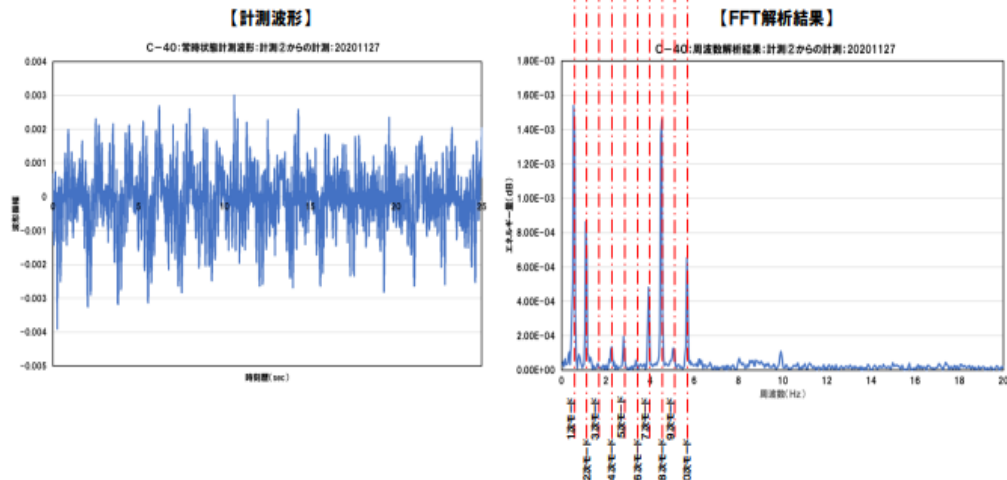 【計測波形】
C-40:常時状態計測波形:計測②からの計測:20201127
0.004
0.003
0.002
0.001
0
-0.001
-0.002
-0.003
-0.004
-0.005
0
5
10
15
20
25
波形振幅
時刻歴(sec)
【FFT解析結果】
C-40:周波数解析結果:計測②からの計測:20201127
1.80E-03
1.60E-03
1.40E-03
1.20E-03
1.00E-03
8.00E-04
6.00E-04
4.00E-04
2.00E-04
0.00E+00
0
2
4
6
8
10
12
14
16
18
20
エネルギー量(dB)
周波数(Hz)
1次モード
2次モード
3次モード
4次モード
5次モード
6次モード
7次モード
8次モード
9次モード
0次モード